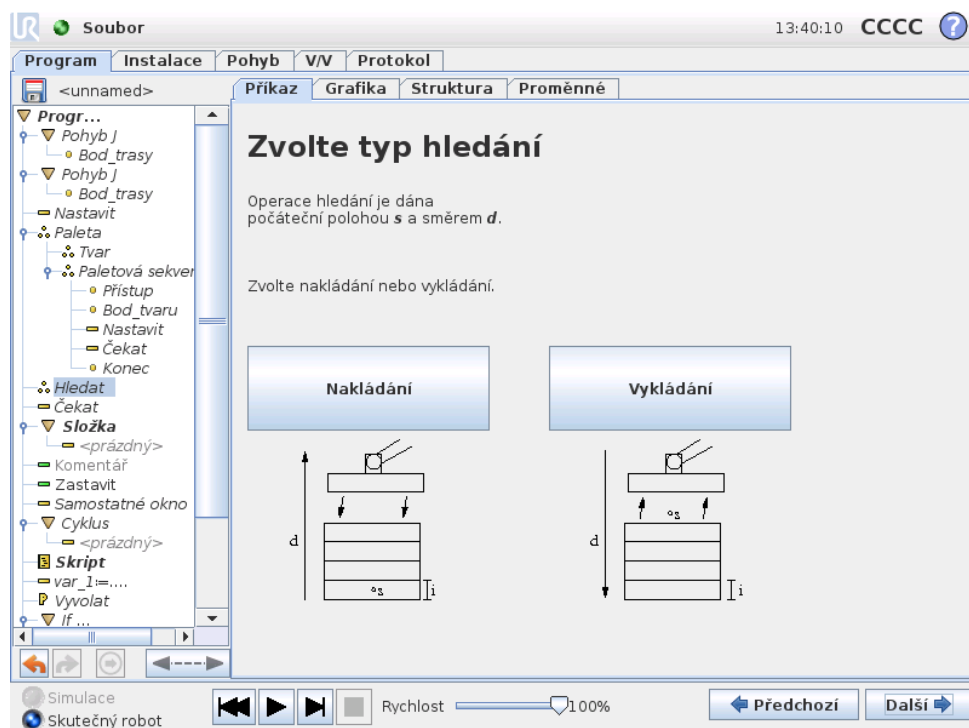 UR Soubor 13:40:10 CCCC ?
Program Instalace Pohyb V/V Protokol
<unnamed>
Příkaz Grafika Struktura Proměnné
Progr...
Pohyb J
Bod_trasy
Pohyb J
Bod_trasy
Nastavit
Paleta
Tvar
Paletová sekver
Přístup
Bod_tvaru
Nastavit
Čekat
Konec
Hledat
Čekat
Složka
<prázdný>
Komentář
Zastavit
Samostatné okno
Cyklus
<prázdný>
Skript
var_1:=....
Vyvolat
If ...
Zvolte typ hledání
Operace hledání je dána
počáteční polohou s a směrem d.
Zvolte nakládání nebo vykládání.
Nakládání Vykládání
d s i
d s i
Simulace
Skutečný robot
Rychlost 100%
Předchozí Další